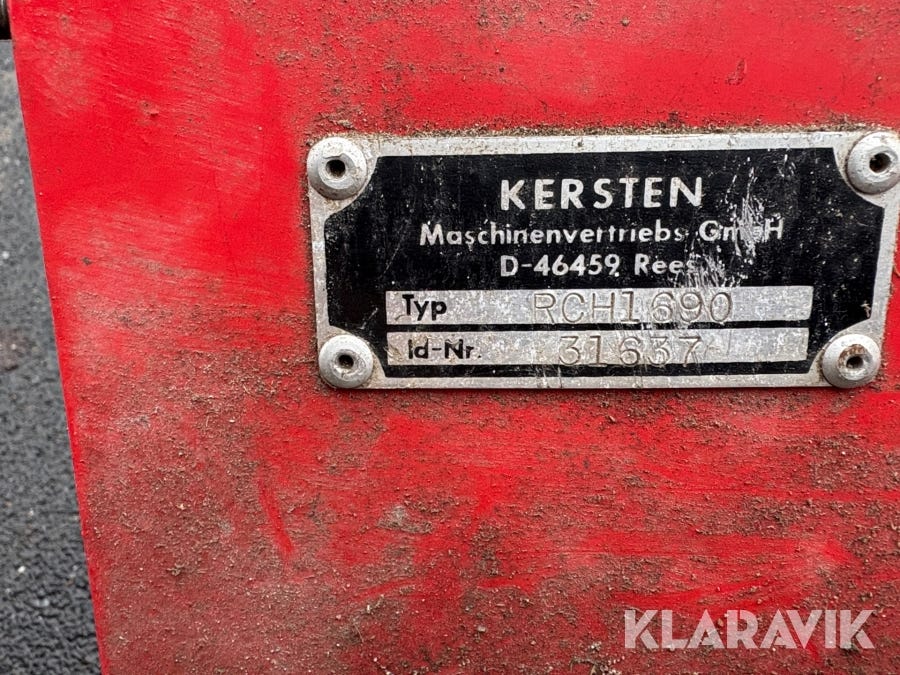 KERSTEN
Maschinenvertriebs GmbH
D-46459 Rees
Typ RCH1690
Id-Nr. 31637
KLARAVIK